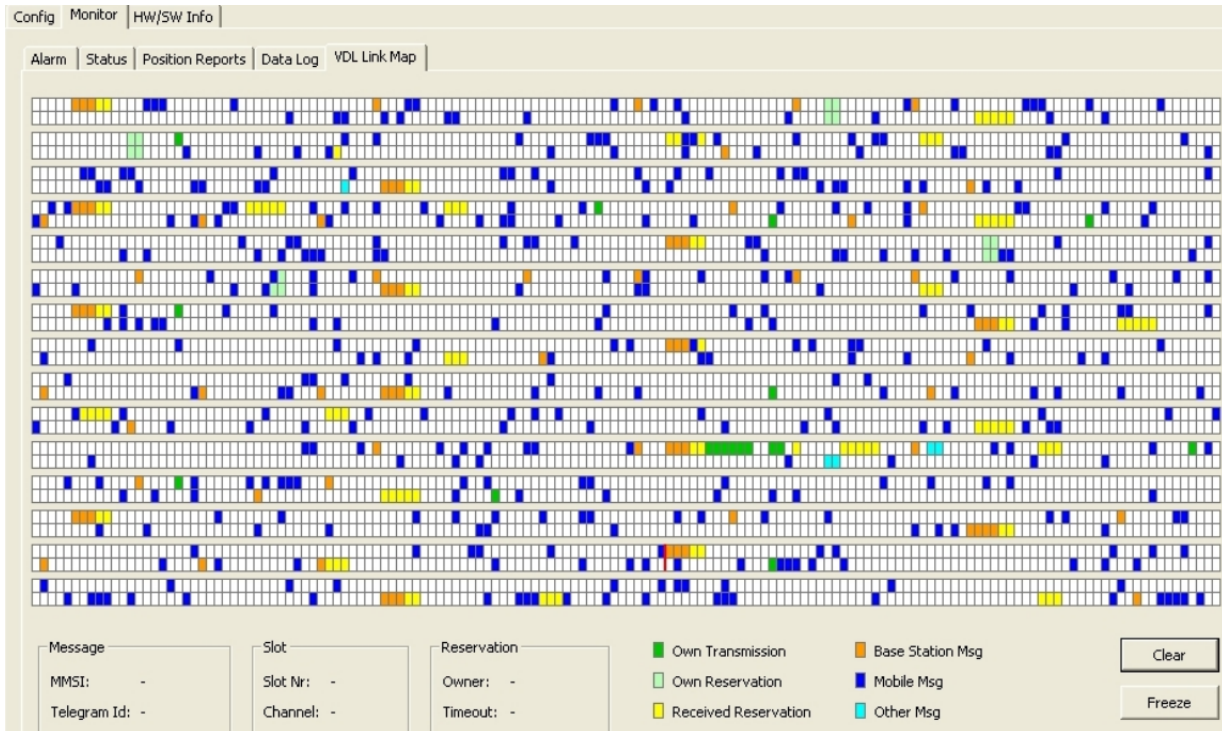 Config Monitor HW/SW Info
Alarm Status Position Reports Data Log VDL Link Map
Message Slot Reservation Own Transmission Base Station Msg Clear
MMSI: - Slot Nr: - Owner: - Own Reservation Mobile Msg
Telegram Id: - Channel: - Timeout: - Received Reservation Other Msg Freeze